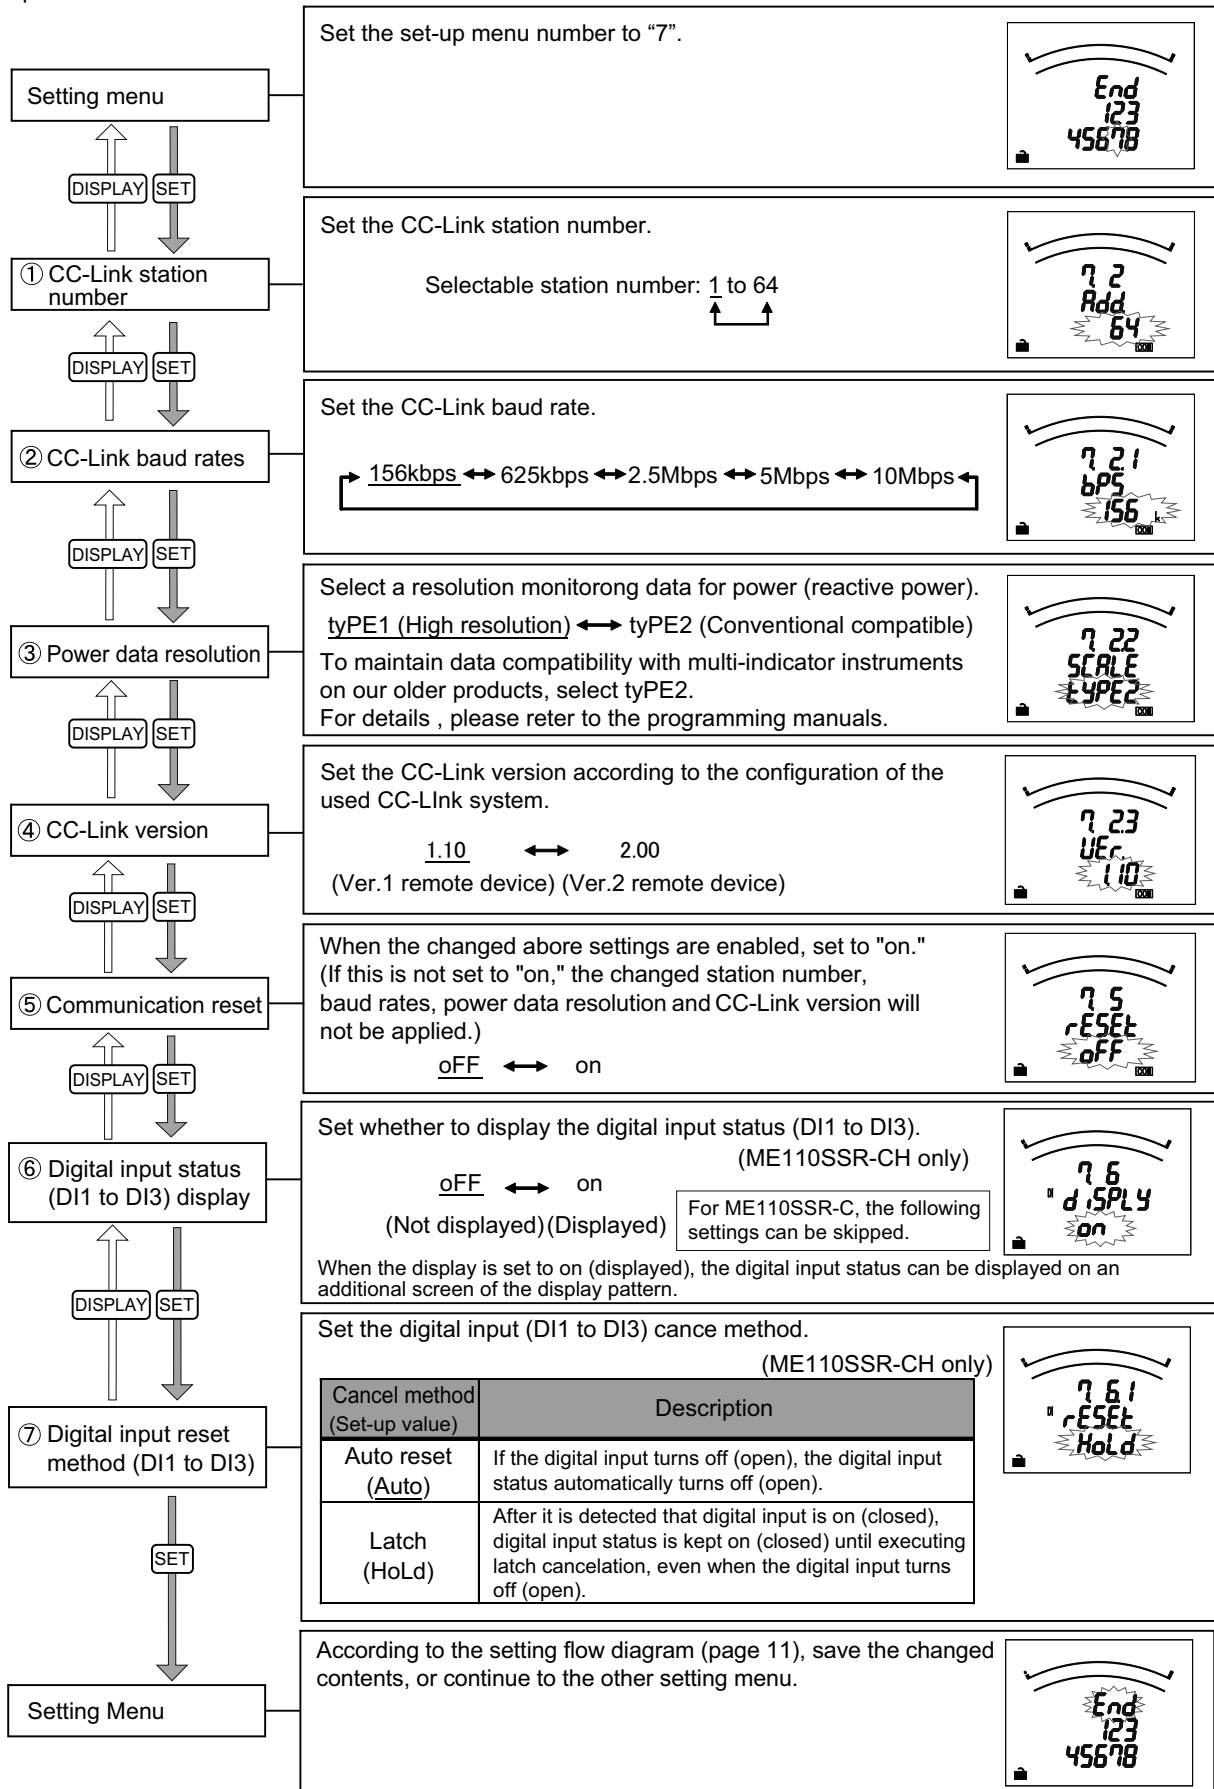 Setting menu
Set the set-up menu number to “7”.
End
123
45678
DISPLAY SET
① CC-Link station
number
Set the CC-Link station number.
Selectable station number: 1 to 64
7. 2
Add.
64
DISPLAY SET
② CC-Link baud rates
Set the CC-Link baud rate.
156kbps 625kbps 2.5Mbps 5Mbps 10Mbps
7. 2.1
bPS
156 k
DISPLAY SET
③ Power data resolution
Select a resolution monitorong data for power (reactive power).
tyPE1 (High resolution) tyPE2 (Conventional compatible)
To maintain data compatibility with multi-indicator instruments
on our older products, select tyPE2.
For details , please reter to the programming manuals.
7. 2.2
SCALE
tyPE2
DISPLAY SET
④ CC-Link version
Set the CC-Link version according to the configuration of the
used CC-LInk system.
1.10 2.00
(Ver.1 remote device) (Ver.2 remote device)
7. 2.3
VEr.
1.10
DISPLAY SET
⑤ Communication reset
When the changed abore settings are enabled, set to "on."
(If this is not set to "on," the changed station number,
baud rates, power data resolution and CC-Link version will
not be applied.)
oFF on
7. 5
rESEt
oFF
DISPLAY SET
⑥ Digital input status
(DI1 to DI3) display
Set whether to display the digital input status (DI1 to DI3).
(ME110SSR-CH only)
oFF on
(Not displayed) (Displayed)
For ME110SSR-C, the following
settings can be skipped.
When the display is set to on (displayed), the digital input status can be displayed on an
additional screen of the display pattern.
7. 6
DI diSPLy
on
DISPLAY SET
⑦ Digital input reset
method (DI1 to DI3)
Set the digital input (DI1 to DI3) cance method.
(ME110SSR-CH only)
Cancel method
(Set-up value)
Description
Auto reset
(Auto)
If the digital input turns off (open), the digital input
status automatically turns off (open).
Latch
(HoLd)
After it is detected that digital input is on (closed),
digital input status is kept on (closed) until executing
latch cancelation, even when the digital input turns
off (open).
7. 6.1
DI rESEt
HoLd
SET
Setting Menu
According to the setting flow diagram (page 11), save the changed
contents, or continue to the other setting menu.
End
123
45678